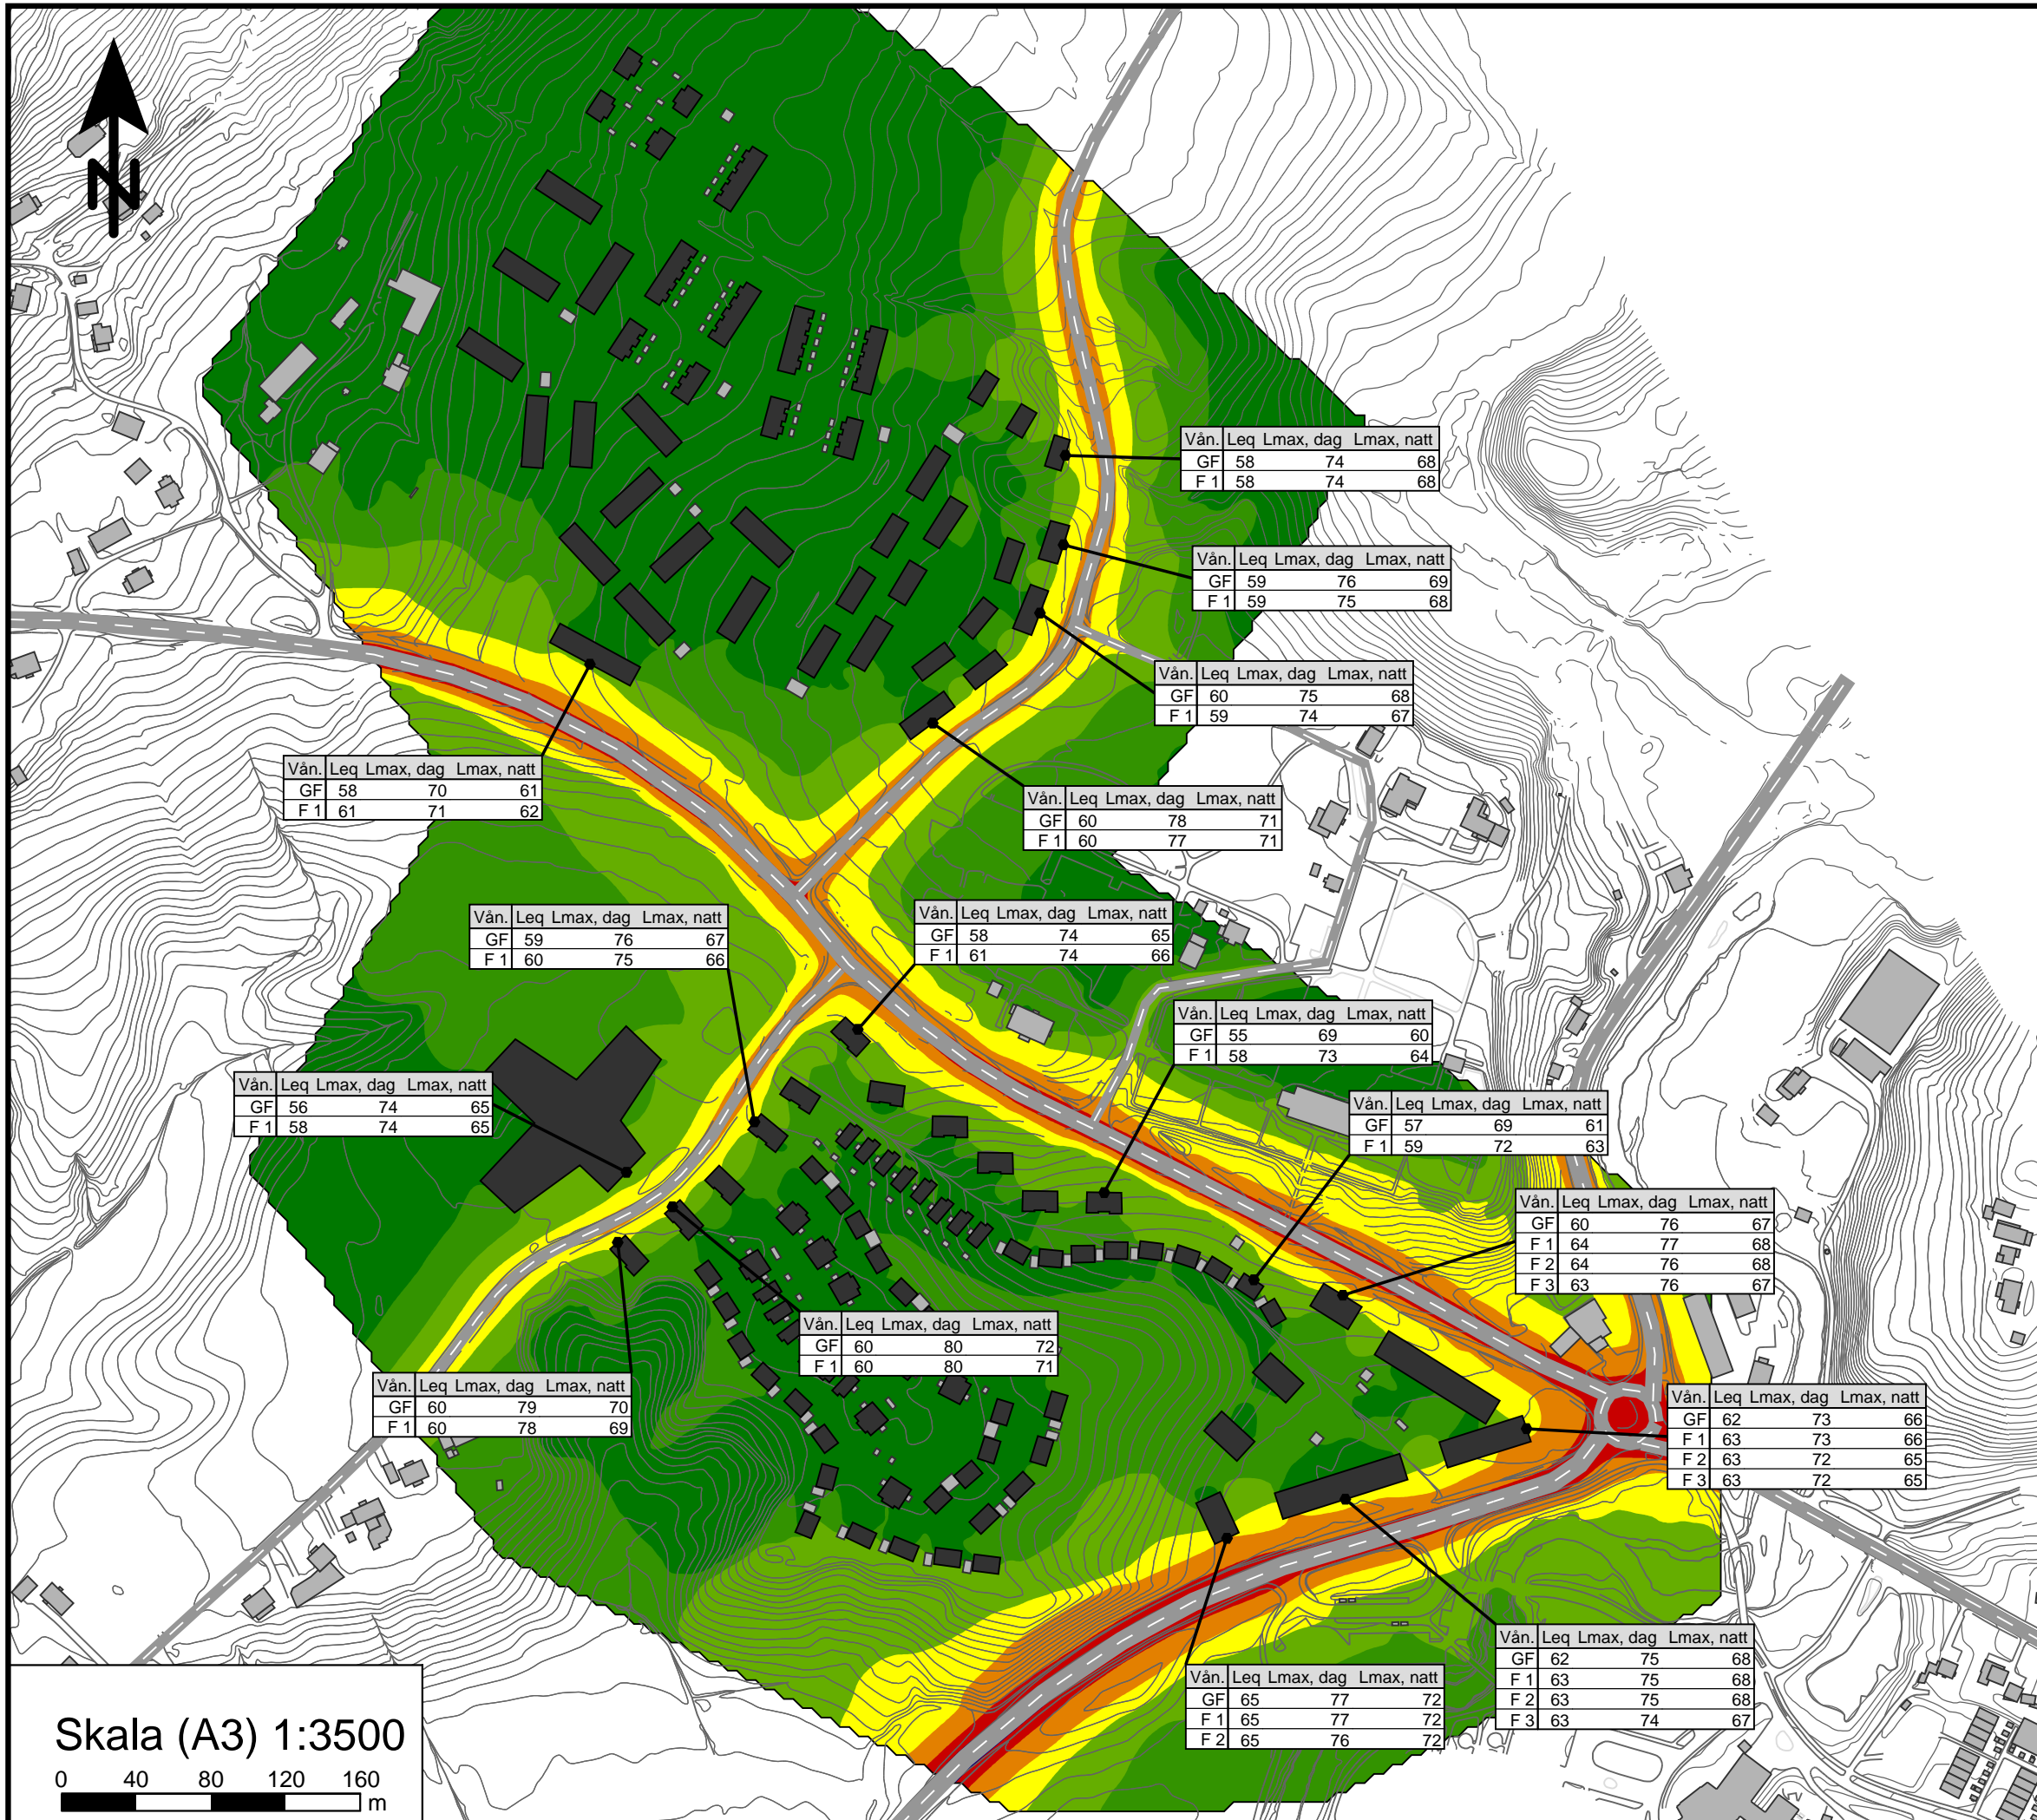 N
Vån. Leq Lmax, dag Lmax, natt
GF 58 74 68
F 1 58 74 68
Vån. Leq Lmax, dag Lmax, natt
GF 59 76 69
F 1 59 75 68
Vån. Leq Lmax, dag Lmax, natt
GF 60 75 68
F 1 59 74 67
Vån. Leq Lmax, dag Lmax, natt
GF 58 70 61
F 1 61 71 62
Vån. Leq Lmax, dag Lmax, natt
GF 60 78 71
F 1 60 77 71
Vån. Leq Lmax, dag Lmax, natt
GF 59 76 67
F 1 60 75 66
Vån. Leq Lmax, dag Lmax, natt
GF 58 74 65
F 1 61 74 66
Vån. Leq Lmax, dag Lmax, natt
GF 55 69 60
F 1 58 73 64
Vån. Leq Lmax, dag Lmax, natt
GF 56 74 65
F 1 58 74 65
Vån. Leq Lmax, dag Lmax, natt
GF 57 69 61
F 1 59 72 63
Vån. Leq Lmax, dag Lmax, natt
GF 60 76 67
F 1 64 77 68
F 2 64 76 68
F 3 63 76 67
Vån. Leq Lmax, dag Lmax, natt
GF 60 80 72
F 1 60 80 71
Vån. Leq Lmax, dag Lmax, natt
GF 60 79 70
F 1 60 78 69
Vån. Leq Lmax, dag Lmax, natt
GF 62 73 66
F 1 63 73 66
F 2 63 72 65
F 3 63 72 65
Vån. Leq Lmax, dag Lmax, natt
GF 62 75 68
F 1 63 75 68
F 2 63 75 68
F 3 63 74 67
Vån. Leq Lmax, dag Lmax, natt
GF 65 77 72
F 1 65 77 72
F 2 65 76 72
Skala (A3) 1:3500
0 40 80 120 160
m